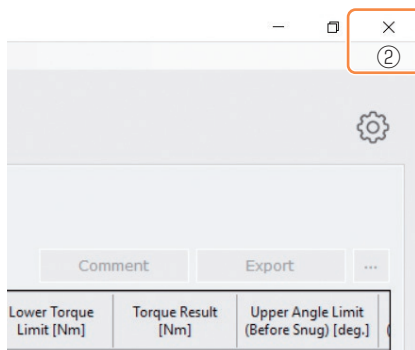 ②
Comment Export ...
Lower Torque Limit [Nm]
Torque Result [Nm]
Upper Angle Limit (Before Snug) [deg.]
(